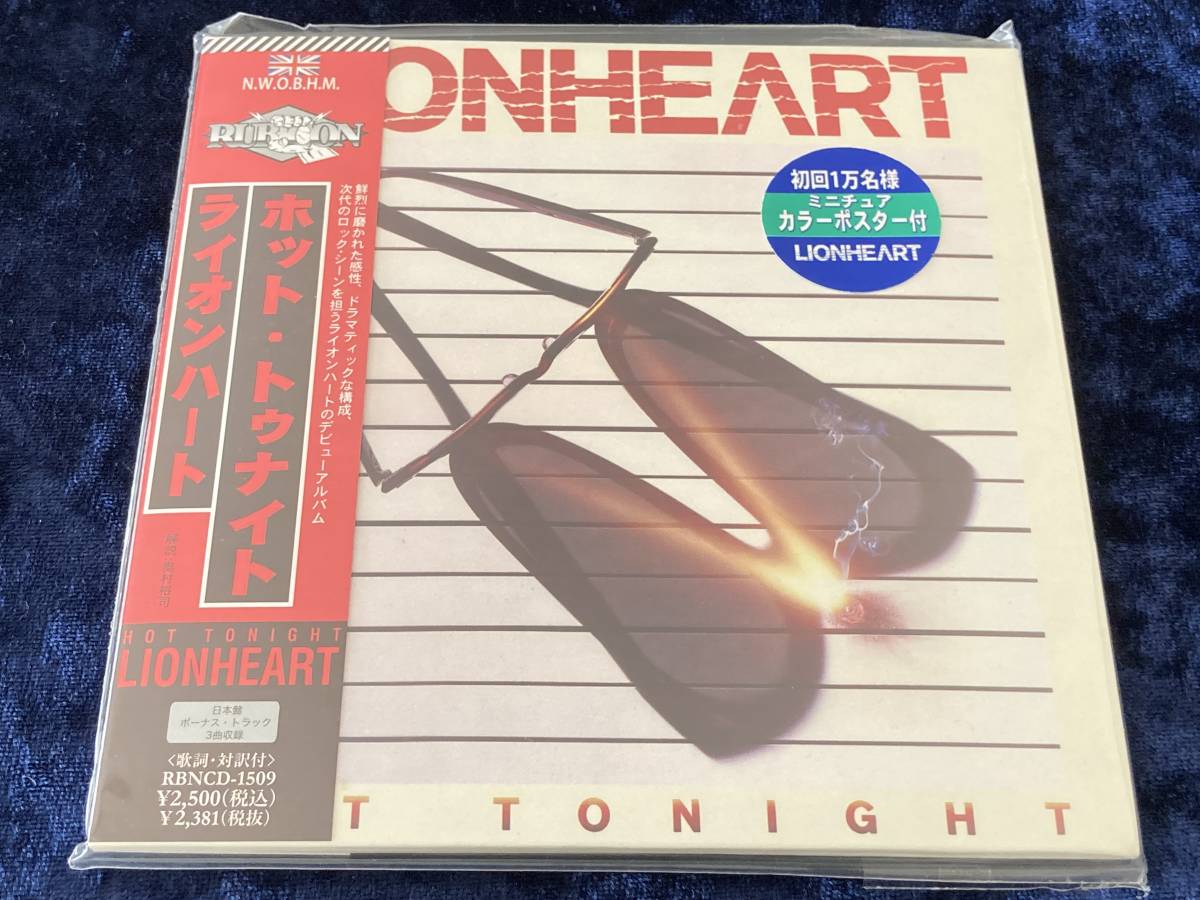 N.W.O.B.H.M.
RUBICON
鮮烈に磨かれた感性、ドラマティックな構成、
次代のロック・シーンを担うライオンハートのデビューアルバム
ホット・トゥナイト
ライオンハート
HOT TONIGHT
LIONHEART
日本盤
ボーナス・トラック
3曲収録
〈歌詞・対訳付〉
RBNCD-1509
¥2,500(税込)
¥2,381(税抜)
ONHEART
初回1万名様
ミニチュア
カラーポスター付
LIONHEART
T TONIGHT